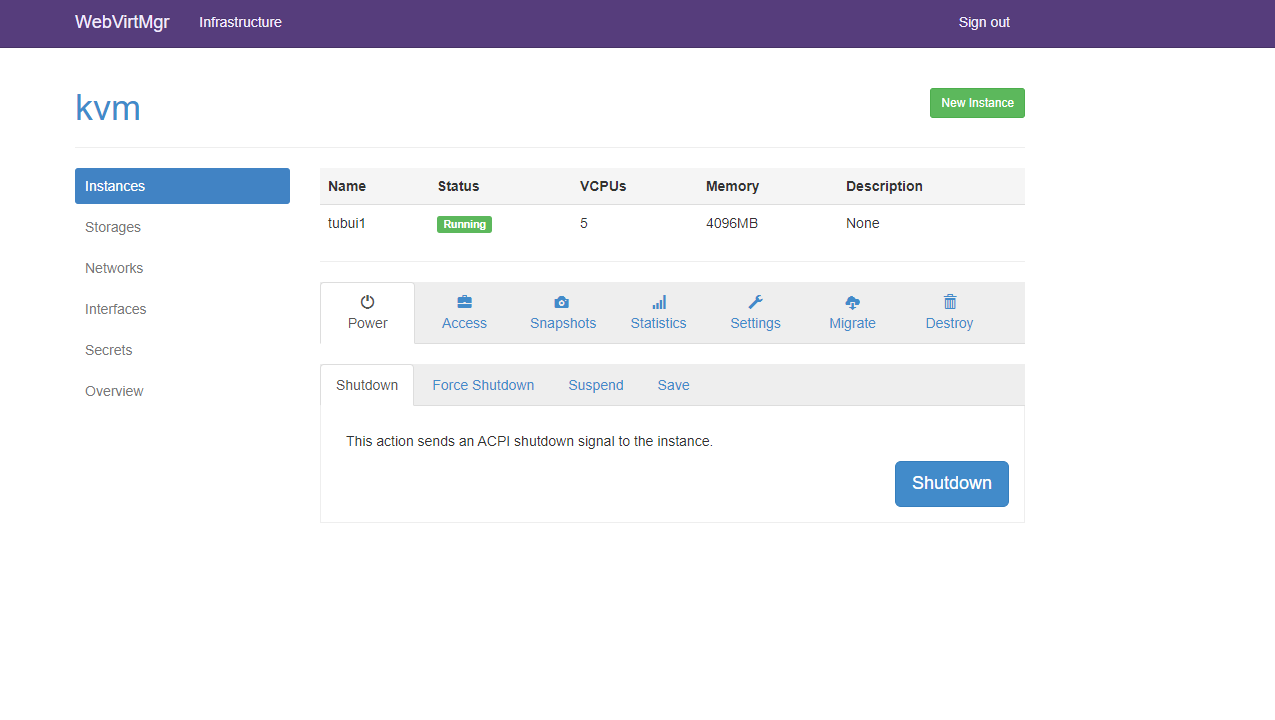 WebVirtMgr Infrastructure Sign out
kvm New Instance
Instances
Storages
Networks
Interfaces
Secrets
Overview
Name Status VCPUs Memory Description
tubui1 Running 5 4096MB None
Power Access Snapshots Statistics Settings Migrate Destroy
Shutdown Force Shutdown Suspend Save
This action sends an ACPI shutdown signal to the instance.
Shutdown